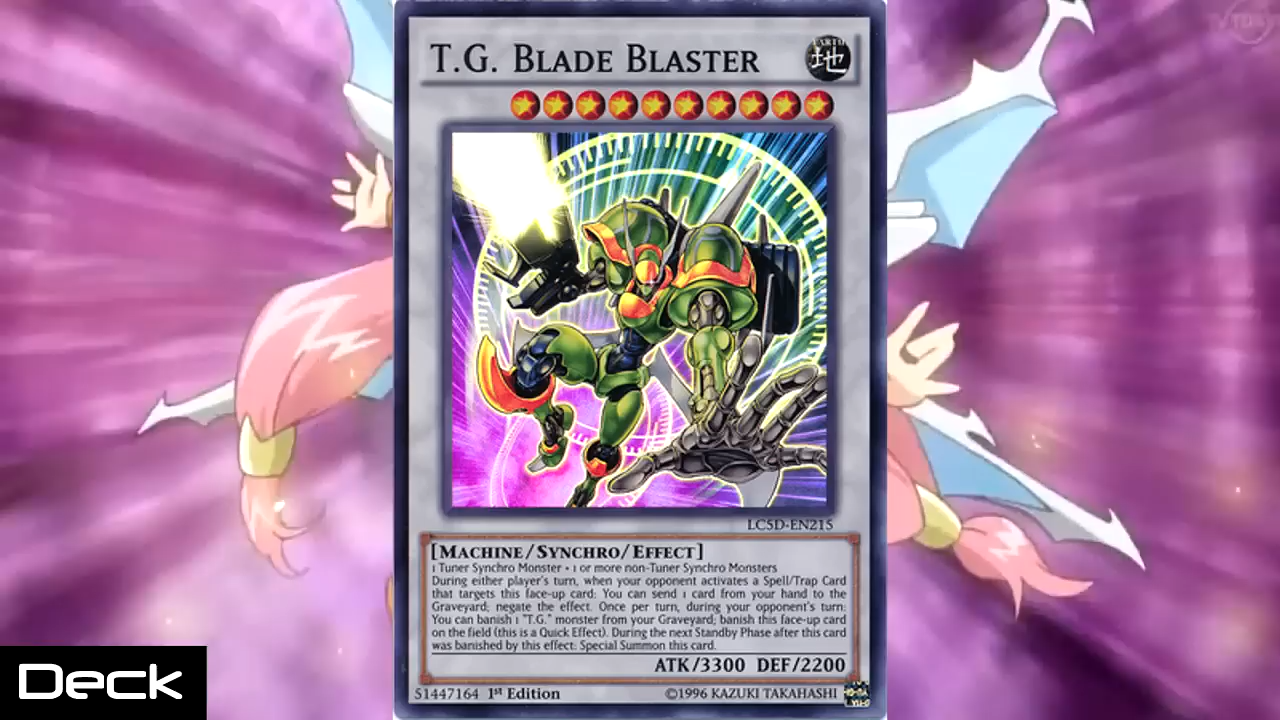 T.G. Blade Blaster
EARTH
地
LC5D-EN215
[Machine/Synchro/Effect]
1 Tuner Synchro Monster + 1 or more non-Tuner Synchro Monsters
During either player's turn, when your opponent activates a Spell/Trap Card
that targets this face-up card: You can send 1 card from your hand to the
Graveyard; negate the effect. Once per turn, during your opponent's turn:
You can banish 1 "T.G." monster from your Graveyard; banish this face-up card
on the field (this is a Quick Effect). During the next Standby Phase after this card
was banished by this effect: Special Summon this card.
ATK/3300 DEF/2200
51447164 1st Edition ©1996 KAZUKI TAKAHASHI
Deck